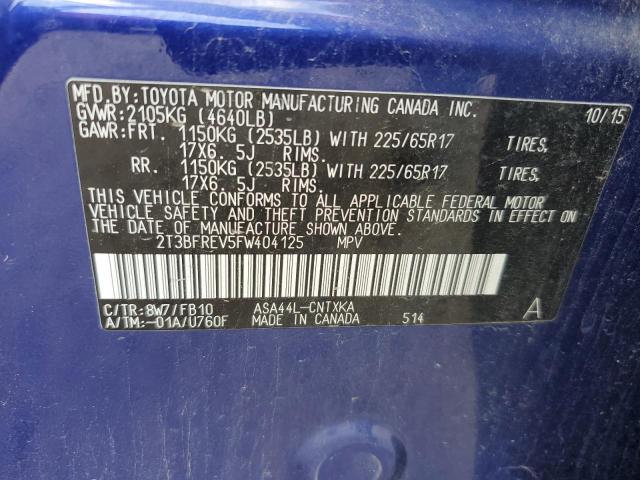 MFD. BY: TOYOTA MOTOR MANUFACTURING CANADA INC. 10/15
GVWR: 2105KG (4640LB)
GAWR: FRT. 1150KG (2535LB) WITH 225/65R17 TIRES,
17X6. 5J RIMS.
RR. 1150KG (2535LB) WITH 225/65R17 TIRES,
17X6. 5J RIMS.
THIS VEHICLE CONFORMS TO ALL APPLICABLE FEDERAL MOTOR
VEHICLE SAFETY AND THEFT PREVENTION STANDARDS IN EFFECT ON
THE DATE OF MANUFACTURE SHOWN ABOVE.
2T3BFREV5FW404125 MPV
C/TR: 8W7/FB10 ASA44L-CNTXKA A
A/TM:-01A/U760F MADE IN CANADA 514